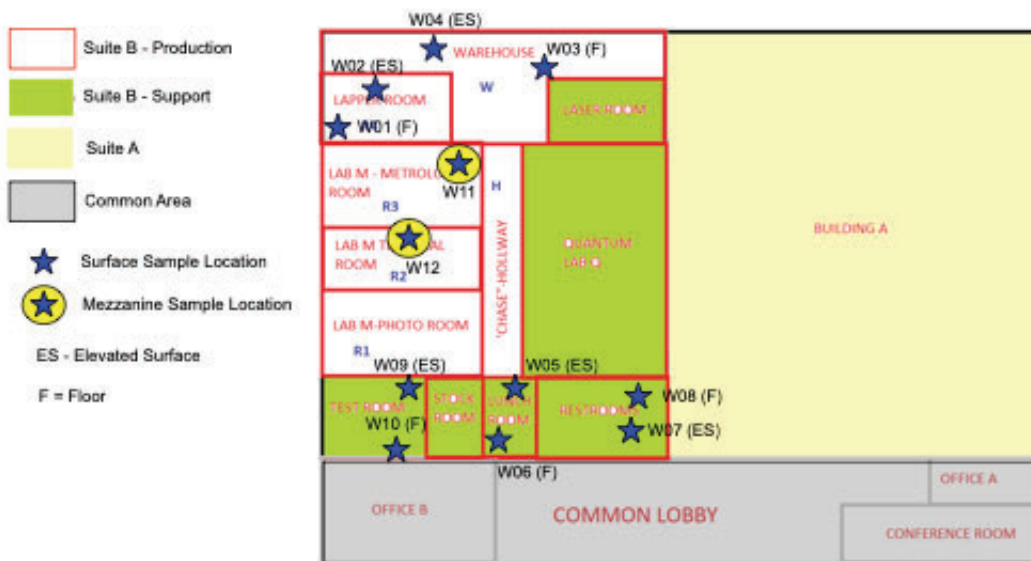 Suite B - Production
Suite B - Support
Suite A
Common Area
Surface Sample Location
Mezzanine Sample Location
ES - Elevated Surface
F = Floor
W04 (ES)
WAREHOUSE
W03 (F)
W02 (ES)
W
LAPPER ROOM
LASER ROOM
W01 (F)
LAB M - METROLO
ROOM
W11
H
R3
LAB M T
ROOM
W12
R2
"CHASE"-HOLLWAY
QUANTUM
LAB Q
BUILDING A
LAB M-PHOTO ROOM
R1
W09 (ES)
W05 (ES)
TEST ROOM
STOCK
ROOM
LUNCH
ROOM
RESTROOMS
W08 (F)
W10 (F)
W07 (ES)
W06 (F)
OFFICE B
COMMON LOBBY
OFFICE A
CONFERENCE ROOM